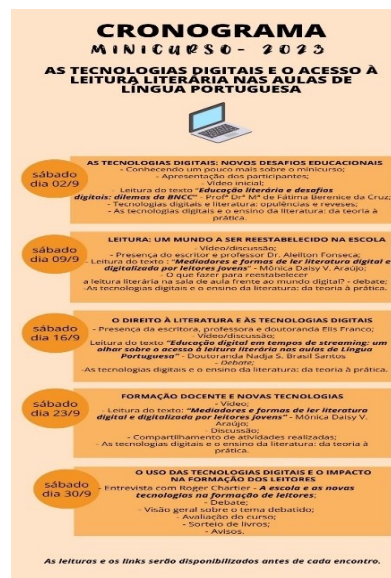 CRONOGRAMA
MINICURSO- 2023
AS TECNOLOGIAS DIGITAIS E O ACESSO À
LEITURA LITERÁRIA NAS AULAS DE
LÍNGUA PORTUGUESA
sábado
dia 02/9
AS TECNOLOGIAS DIGITAIS: NOVOS DESAFIOS EDUCACIONAIS
- Conhecendo um pouco mais sobre o minicurso;
- Apresentação dos participantes;
- Vídeo inicial;
- Leitura do texto "Educação literária e desafios
digitais: dilemas da BNCC" - Profª Drª Mª de Fátima Berenice da Cruz;
- Tecnologias digitais e literatura: opulências e reveses;
- As tecnologias digitais e o ensino da literatura: da teoria à
prática.
sábado
dia 09/9
LEITURA: UM MUNDO A SER REESTABELECIDO NA ESCOLA
- Vídeo/discussão;
- Presença do escritor e professor Dr. Aleilton Fonseca;
- Leitura do texto : "Mediadores e formas de ler literatura digital e
digitalizada por leitores jovens" - Mônica Daisy V. Araújo;
- O que fazer para reestabelecer
a leitura literária na sala de aula frente ao mundo digital? - debate;
-As tecnologias digitais e o ensino da literatura: da teoria à prática.
sábado
dia 16/9
O DIREITO À LITERATURA E ÀS TECNOLOGIAS DIGITAIS
- Presença da escritora, professora e doutoranda Elis Franco;
- Vídeo/discussão;
Leitura do texto "Educação digital em tempos de streaming: um
olhar sobre o acesso à leitura literária nas aulas de Língua
Portuguesa" - Doutoranda Nadja S. Brasil Santos
- Debate;
-As tecnologias digitais e o ensino da literatura: da teoria à prática.
sábado
dia 23/9
FORMAÇÃO DOCENTE E NOVAS TECNOLOGIAS
- Vídeo;
- Leitura do texto: "Mediadores e formas de ler literatura
digital e digitalizada por leitores jovens" - Mônica Daisy V.
Araújo;
- Discussão;
- Compartilhamento de atividades realizadas;
- As tecnologias digitais e o ensino da literatura: da teoria à
prática.
sábado
dia 30/9
O USO DAS TECNOLOGIAS DIGITAIS E O IMPACTO
NA FORMAÇÃO DOS LEITORES
- Entrevista com Roger Chartier - A escola e as novas
tecnologias na formação de leitores;
- Debate;
- Visão geral sobre o tema debatido;
- Avaliação do curso;
- Sorteio de livros;
- Avisos.
As leituras e os links serão disponibilizados antes de cada encontro.